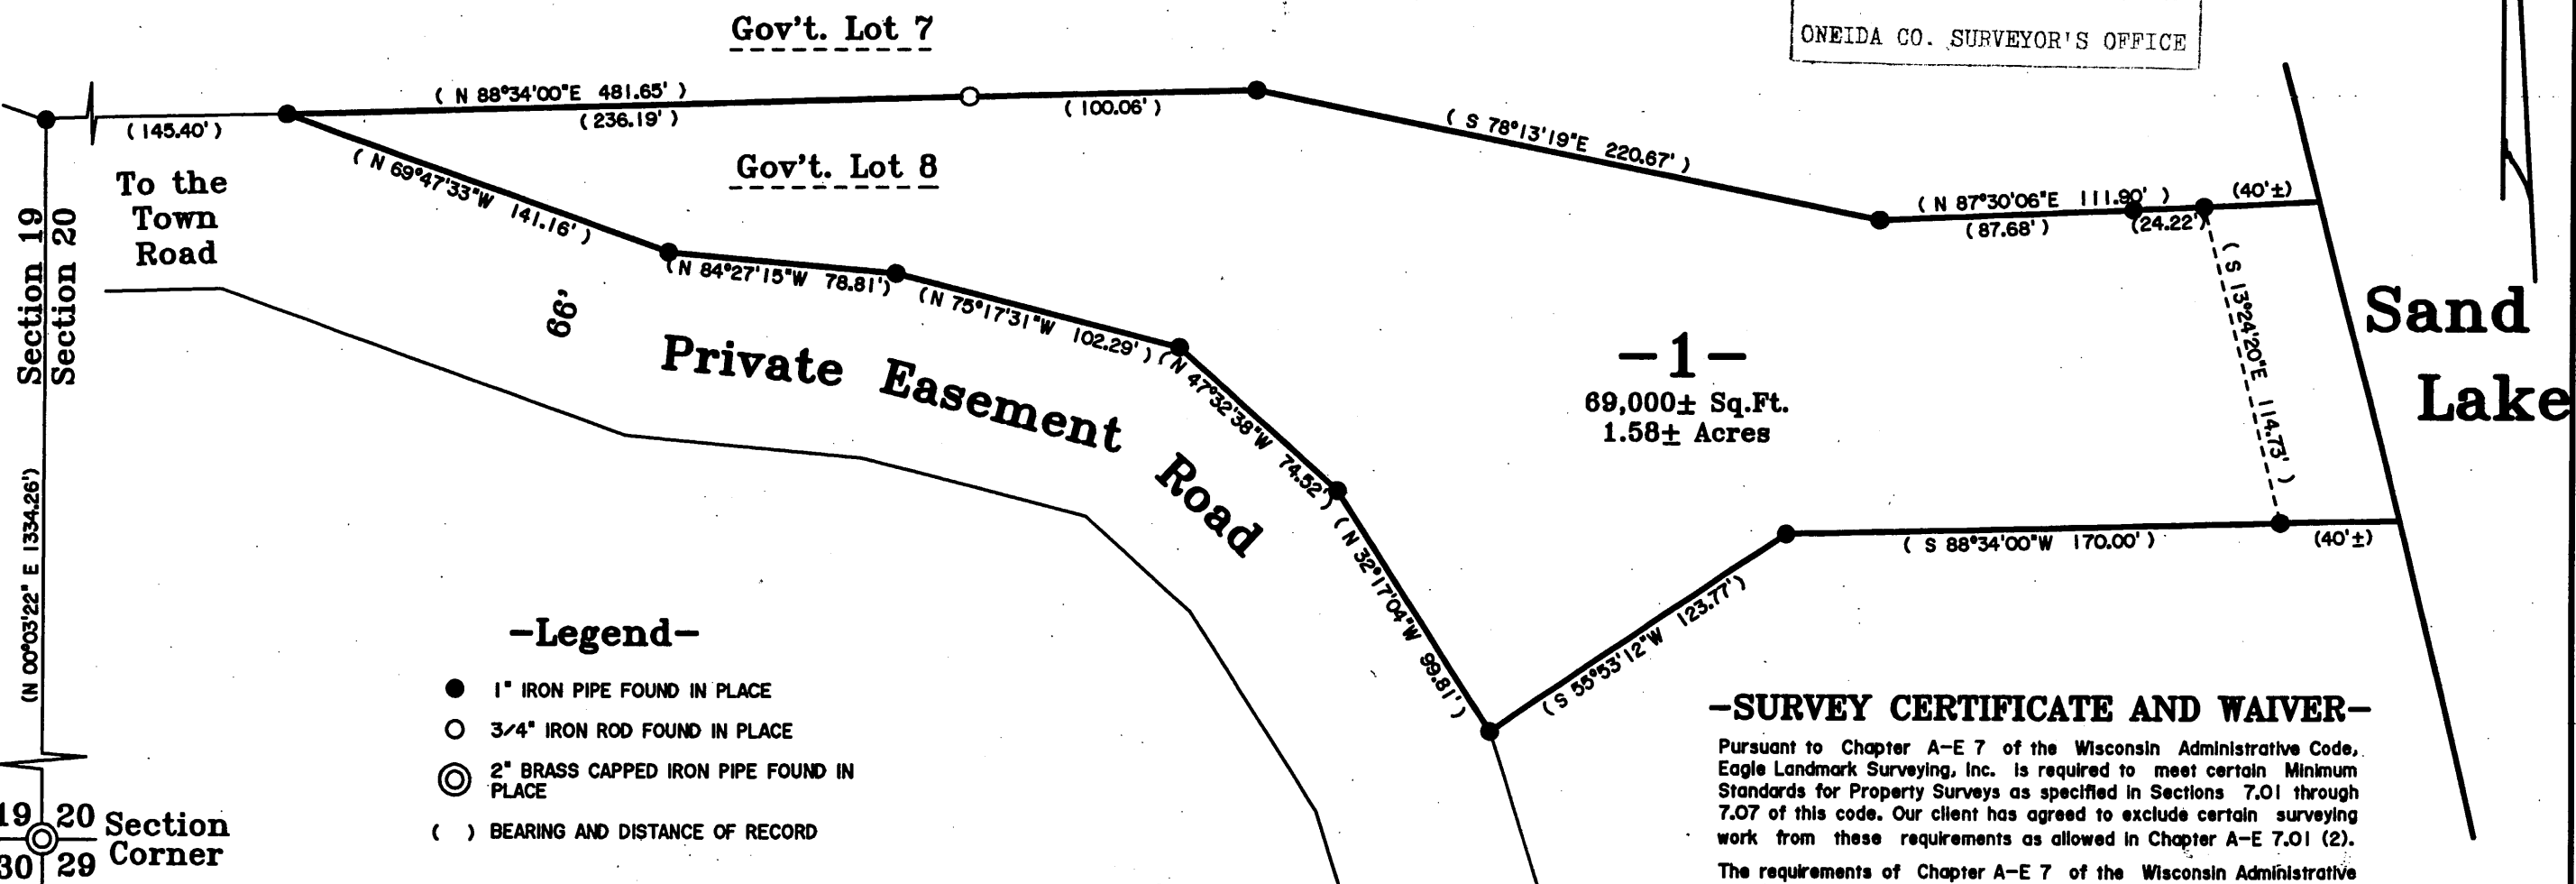 Gov't. Lot 7
ONEIDA CO. SURVEYOR'S OFFICE
( N 88°34'00"E 481.65' )
(145.40')
(236.19')
(100.06')
( S 78°13'19"E 220.67' )
Gov't. Lot 8
To the
Town
Road
( N 69°47'33"W 141.16' )
( N 87°30'06"E 111.90' )
(40'±)
(87.68')
(24.22')
Section 19
Section 20
(N 84°27'15"W 78.81')
(N 75°17'31"W 102.29')
66'
Private Easement Road
(N 47°32'38"W 74.52')
( S 13°24'20"E 114.73' )
Sand
Lake
-1-
69,000± Sq.Ft.
1.58± Acres
(N 00°03'22" E 1334.26')
( N 32°17'04"W 99.81')
( S 88°34'00"W 170.00' )
(40'±)
( S 55°53'12"W 123.77')
-Legend-
1" IRON PIPE FOUND IN PLACE
3/4" IRON ROD FOUND IN PLACE
2" BRASS CAPPED IRON PIPE FOUND IN
PLACE
( ) BEARING AND DISTANCE OF RECORD
19 20
30 29
Section
Corner
-SURVEY CERTIFICATE AND WAIVER-
Pursuant to Chapter A-E 7 of the Wisconsin Administrative Code,
Eagle Landmark Surveying, Inc. is required to meet certain Minimum
Standards for Property Surveys as specified in Sections 7.01 through
7.07 of this code. Our client has agreed to exclude certain surveying
work from these requirements as allowed in Chapter A-E 7.01 (2).
The requirements of Chapter A-E 7 of the Wisconsin Administrative